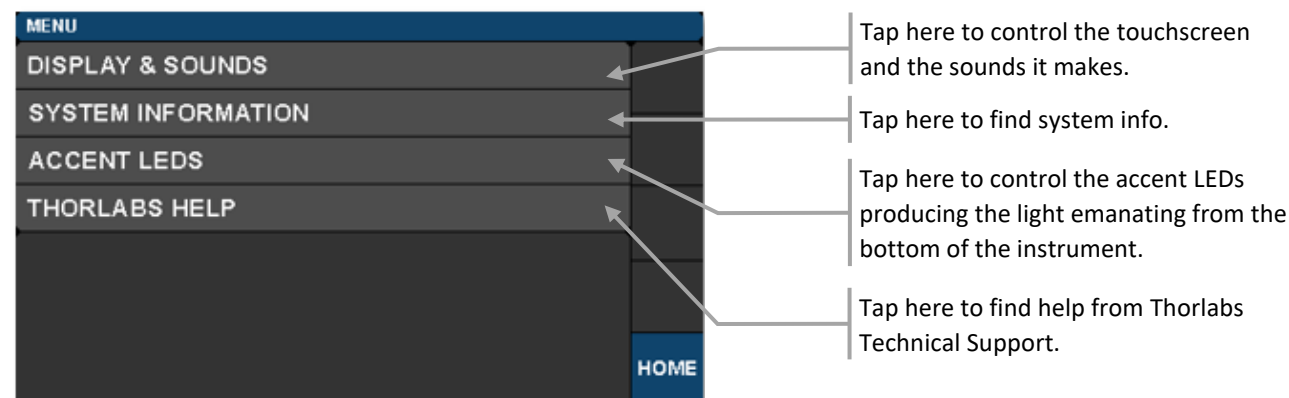 MENU
DISPLAY & SOUNDS
SYSTEM INFORMATION
ACCENT LEDS
THORLABS HELP
HOME
Tap here to control the touchscreen
and the sounds it makes.
Tap here to find system info.
Tap here to control the accent LEDs
producing the light emanating from the
bottom of the instrument.
Tap here to find help from Thorlabs
Technical Support.